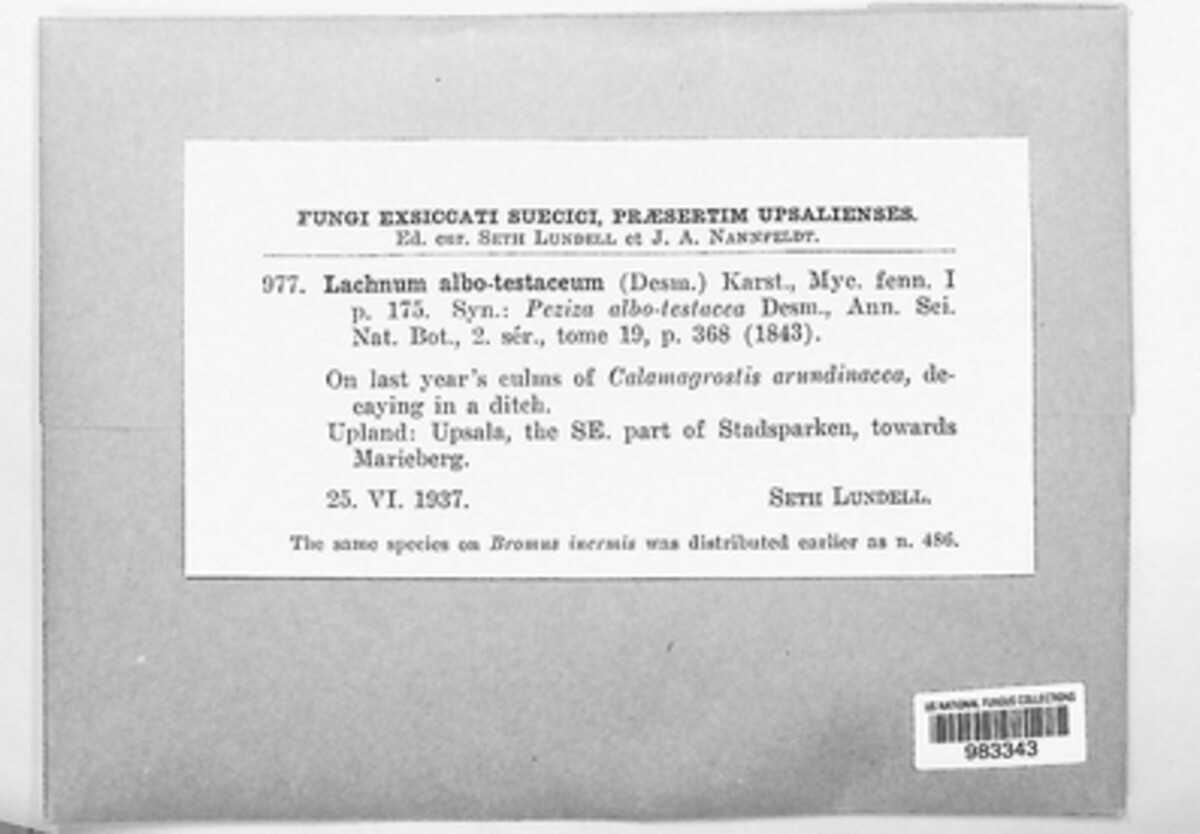 FUNGI EXSICCATI SUECICI, PRÆSERTIM UPSALIENSES.
Ed. cur. SETH LUNDELL et J. A. NANNFELDT.
977. Lachnum albo-testaceum (Desm.) Karst., Myc. fenn. I
p. 175. Syn.: Peziza albo-testacea Desm., Ann. Sci.
Nat. Bot., 2. sér., tome 19, p. 368 (1843).
On last year's culms of Calamagrostis arundinacea, de-
caying in a ditch.
Upland: Upsala, the SE. part of Stadsparken, towards
Marieberg.
25. VI. 1937. SETH LUNDELL.
The same species on Bromus inermis was distributed earlier as n. 486.
US NATIONAL FUNGUS COLLECTIONS
983343